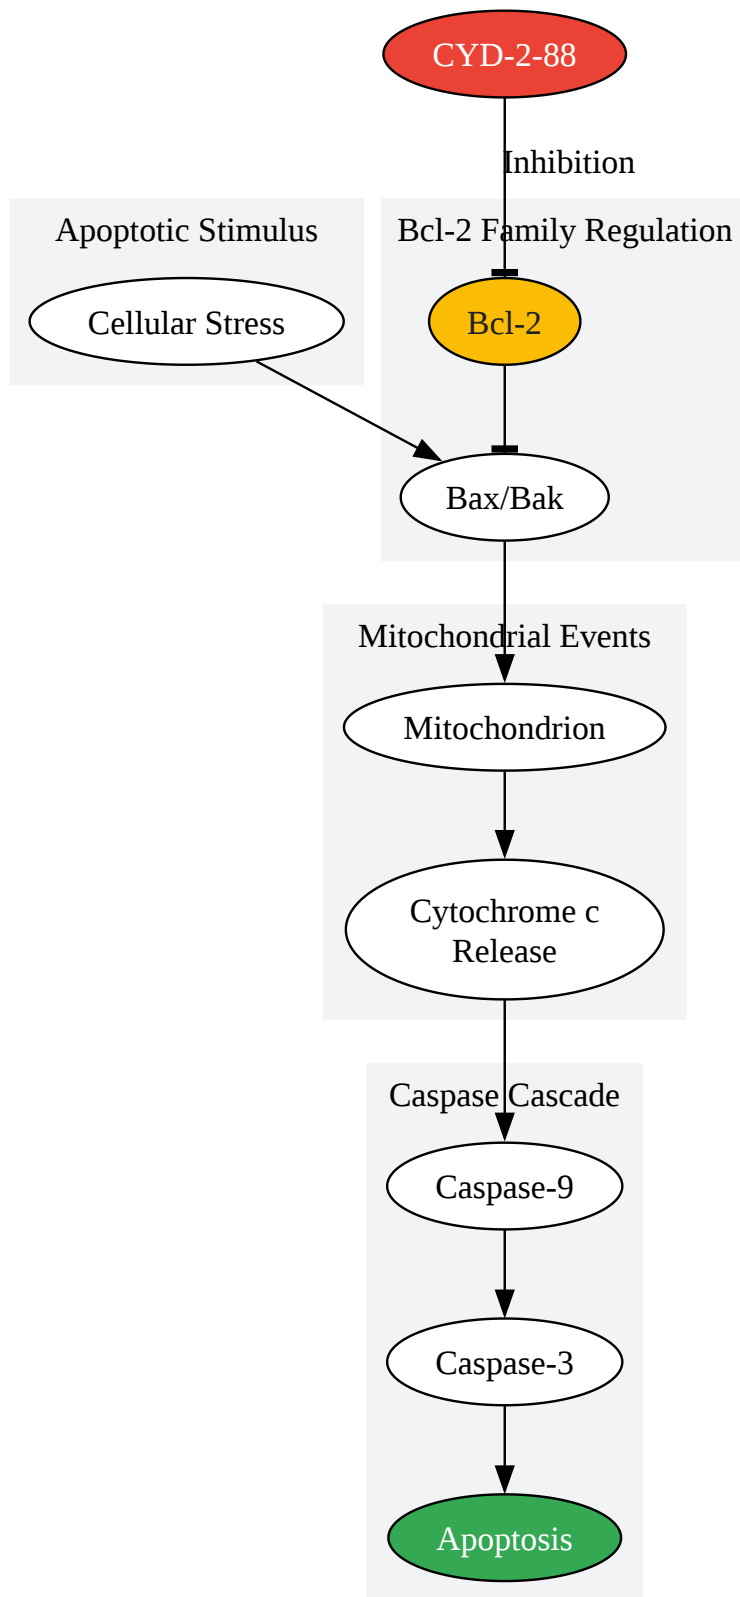 CYD-2-88
Inhibition
Apoptotic Stimulus
Bcl-2 Family Regulation
Cellular Stress
Bcl-2
Bax/Bak
Mitochondrial Events
Mitochondrion
Cytochrome c
Release
Caspase Cascade
Caspase-9
Caspase-3
Apoptosis